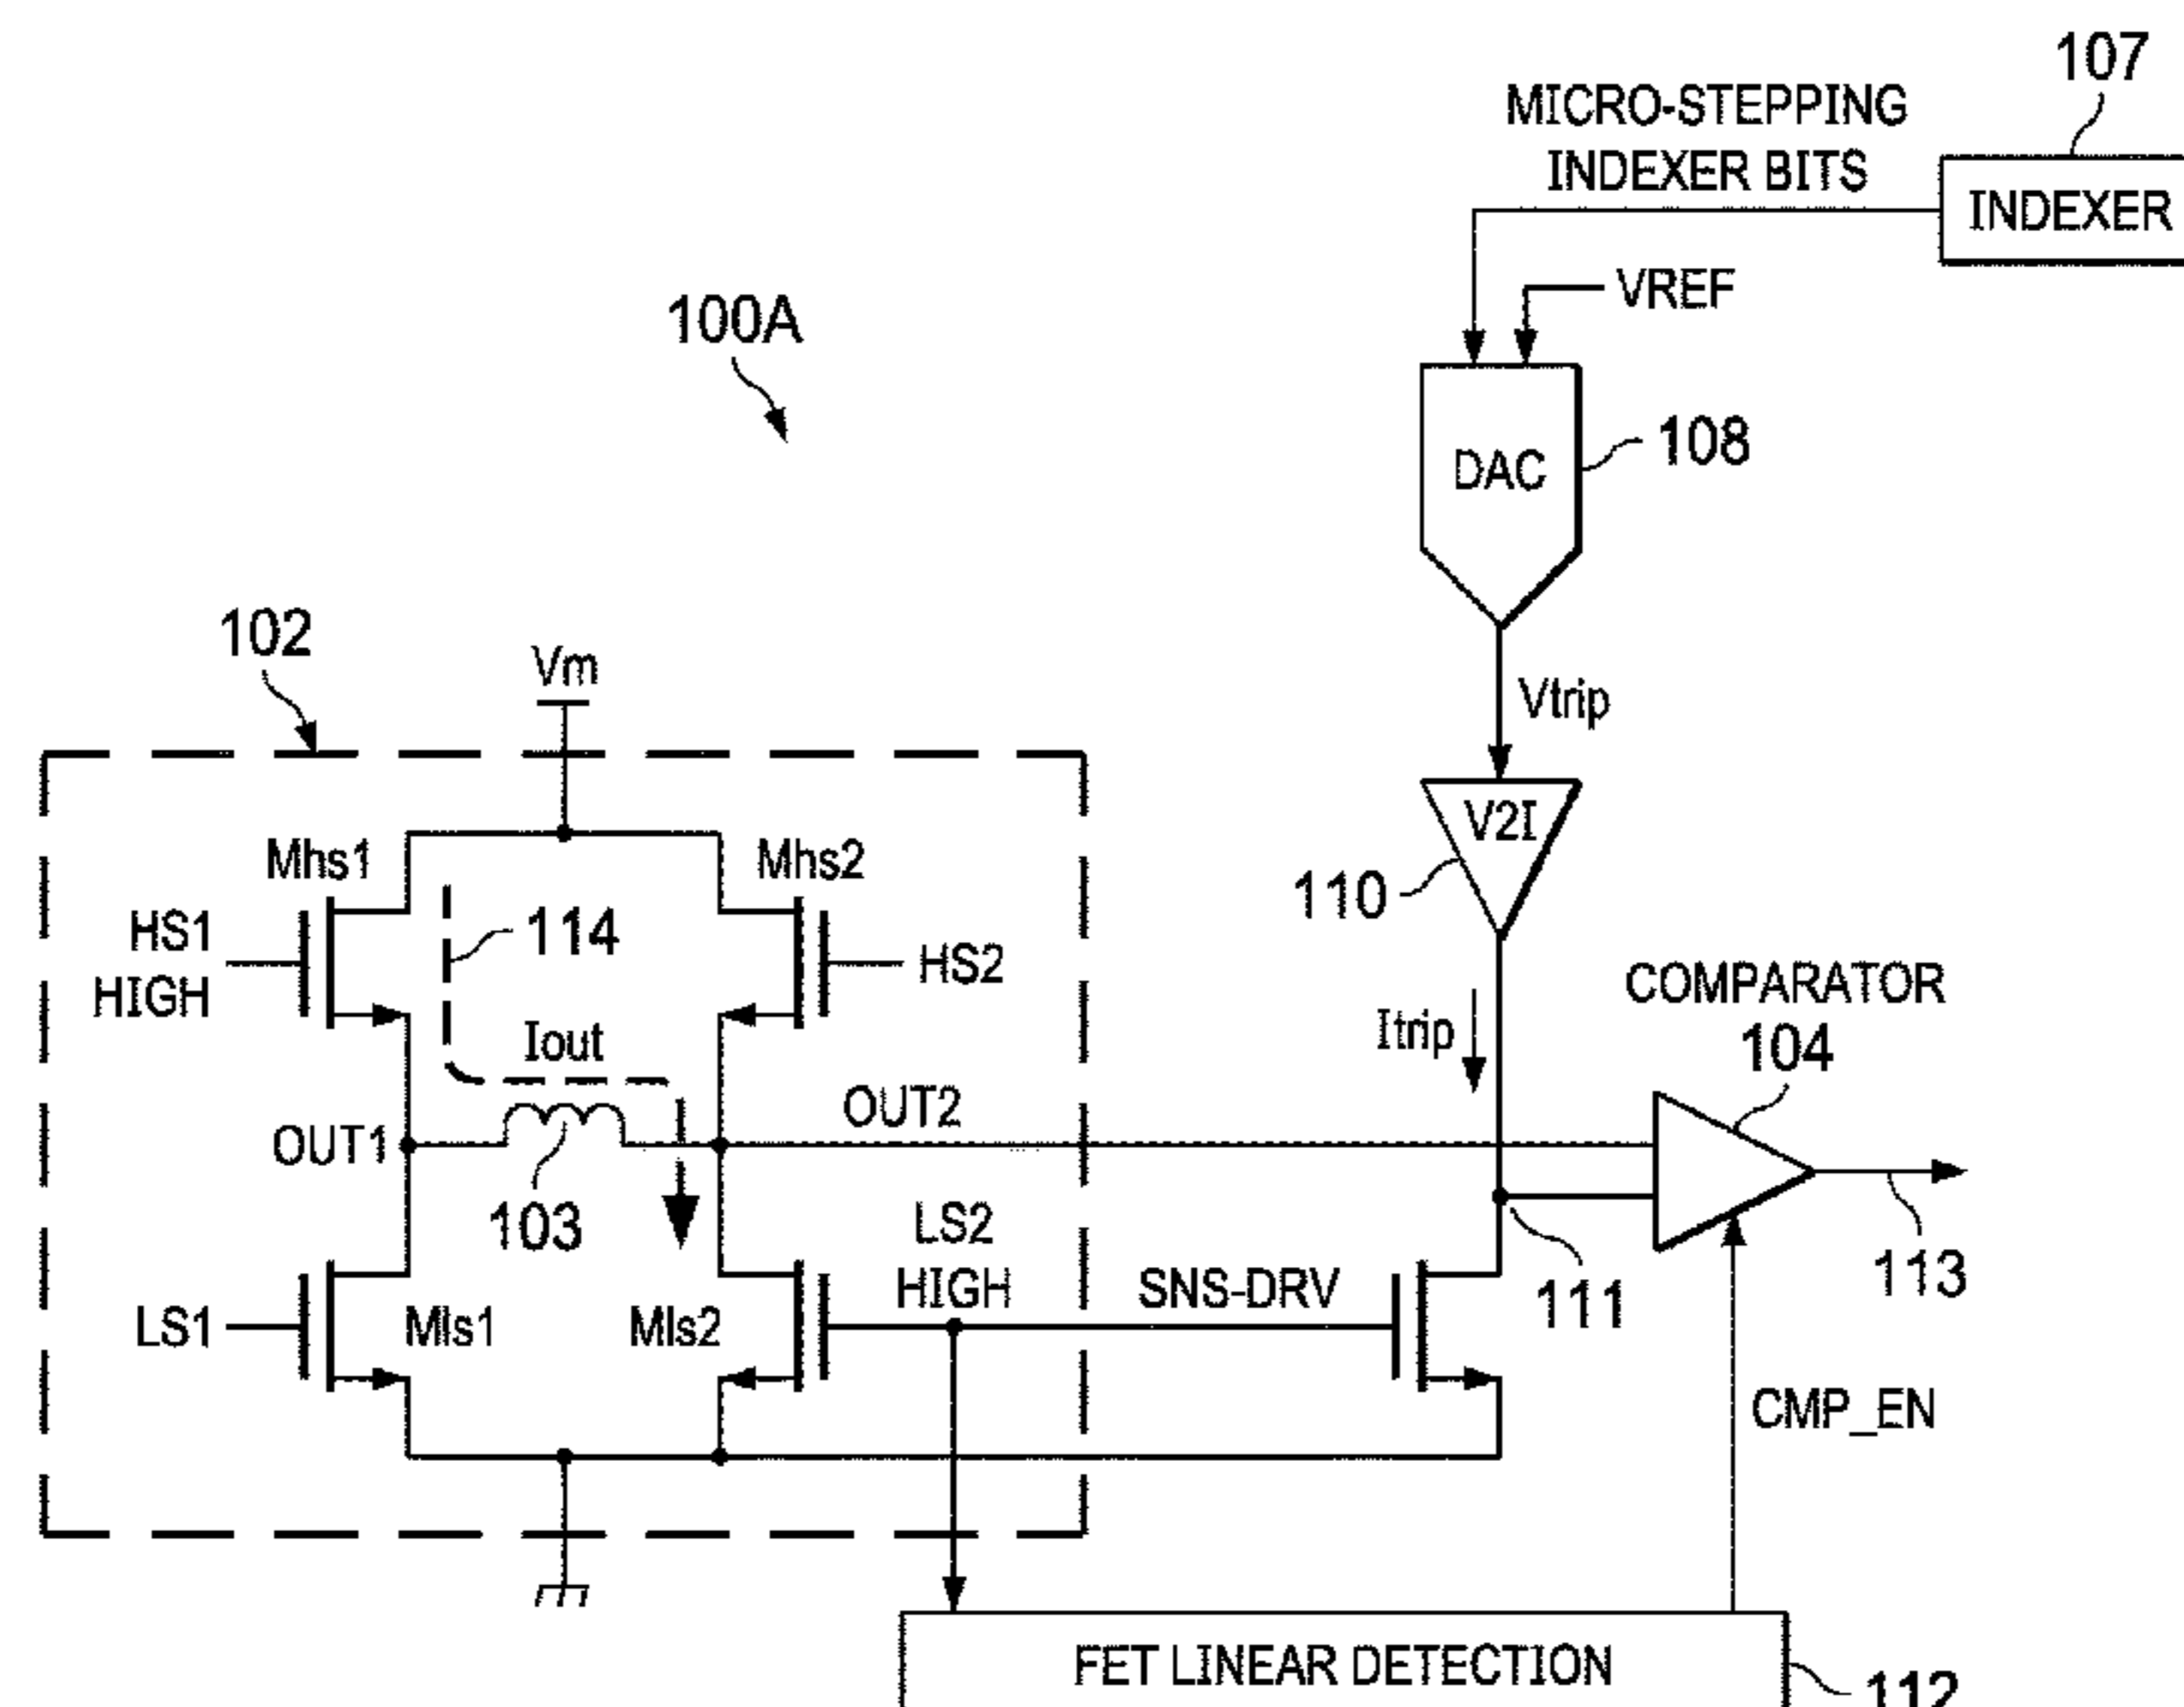 107
MICRO-STEPPING
INDEXER BITS
INDEXER
VREF
100A
DAC
108
102
Vm
Vtrip
V2I
110
Mhs1
Mhs2
HS1
HIGH
114
HS2
COMPARATOR
104
Itrip
Iout
OUT2
OUT1
103
LS2
HIGH
SNS-DRV
111
113
LS1
Mls1
Mls2
CMP_EN
FET LINEAR DETECTION
112